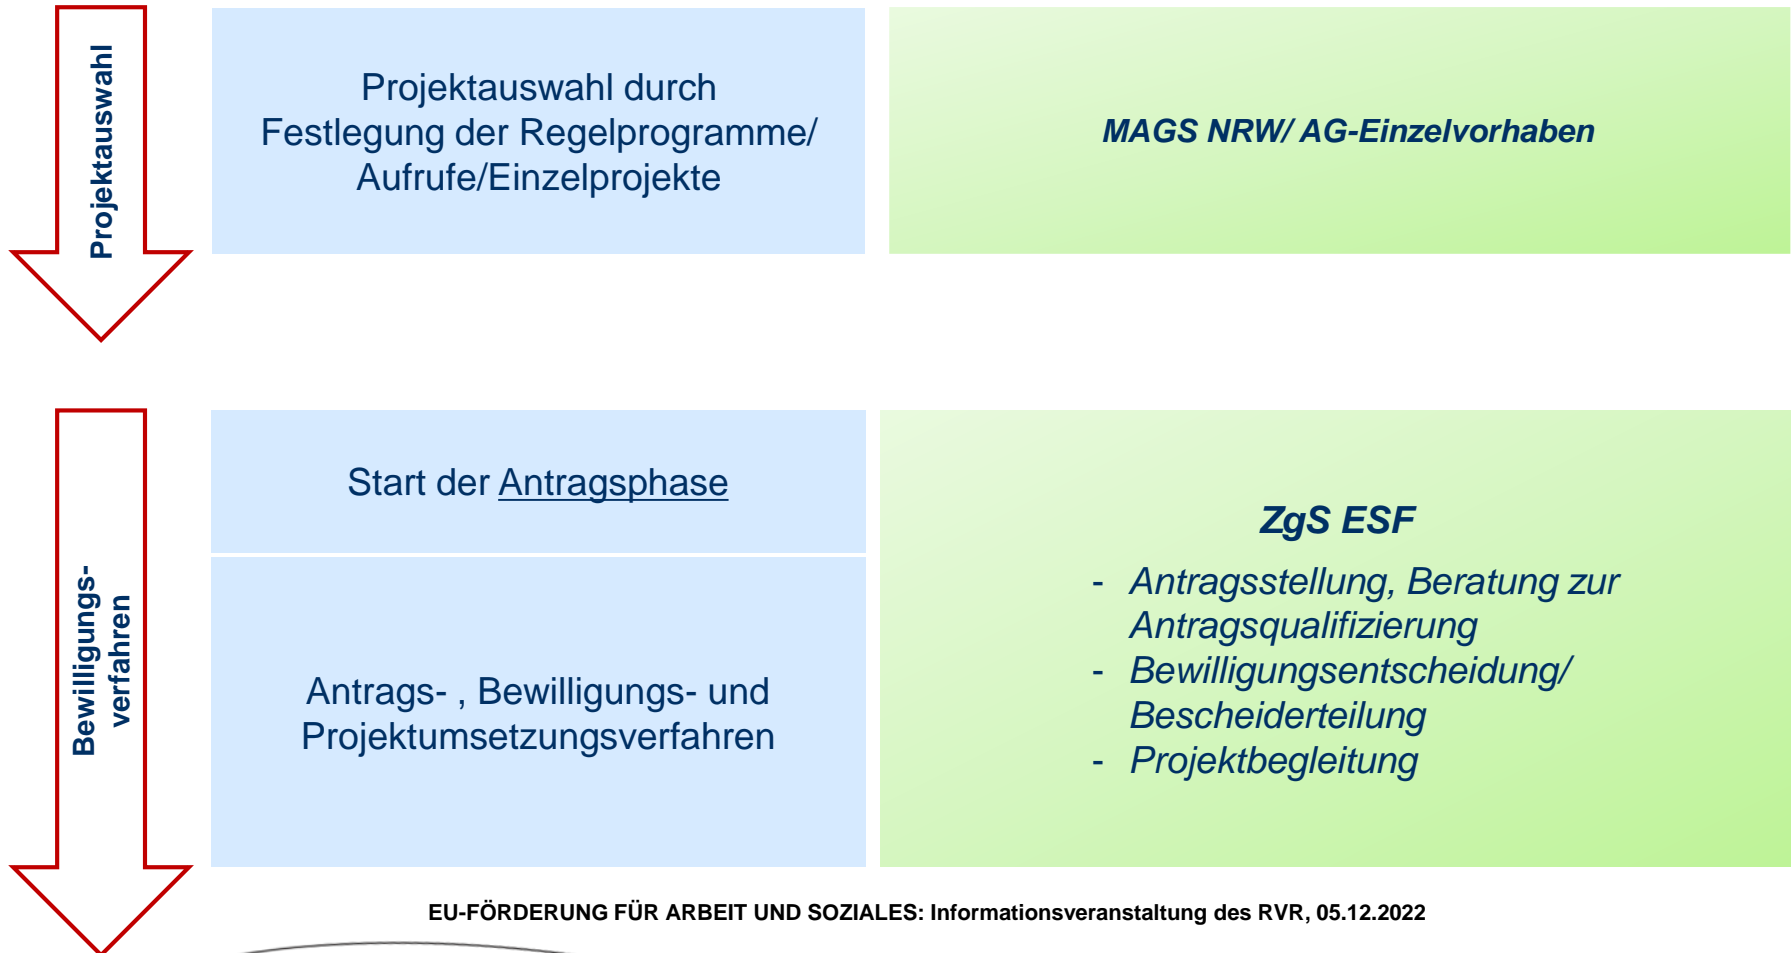 Projektauswahl
Projektauswahl durch
Festlegung der Regelprogramme/
Aufrufe/Einzelprojekte
MAGS NRW/ AG-Einzelvorhaben
Bewilligungs-
verfahren
Start der Antragsphase
Antrags- , Bewilligungs- und
Projektumsetzungsverfahren
ZgS ESF
- Antragsstellung, Beratung zur
Antragsqualifizierung
- Bewilligungsentscheidung/
Bescheiderteilung
- Projektbegleitung
EU-FÖRDERUNG FÜR ARBEIT UND SOZIALES: Informationsveranstaltung des RVR, 05.12.2022